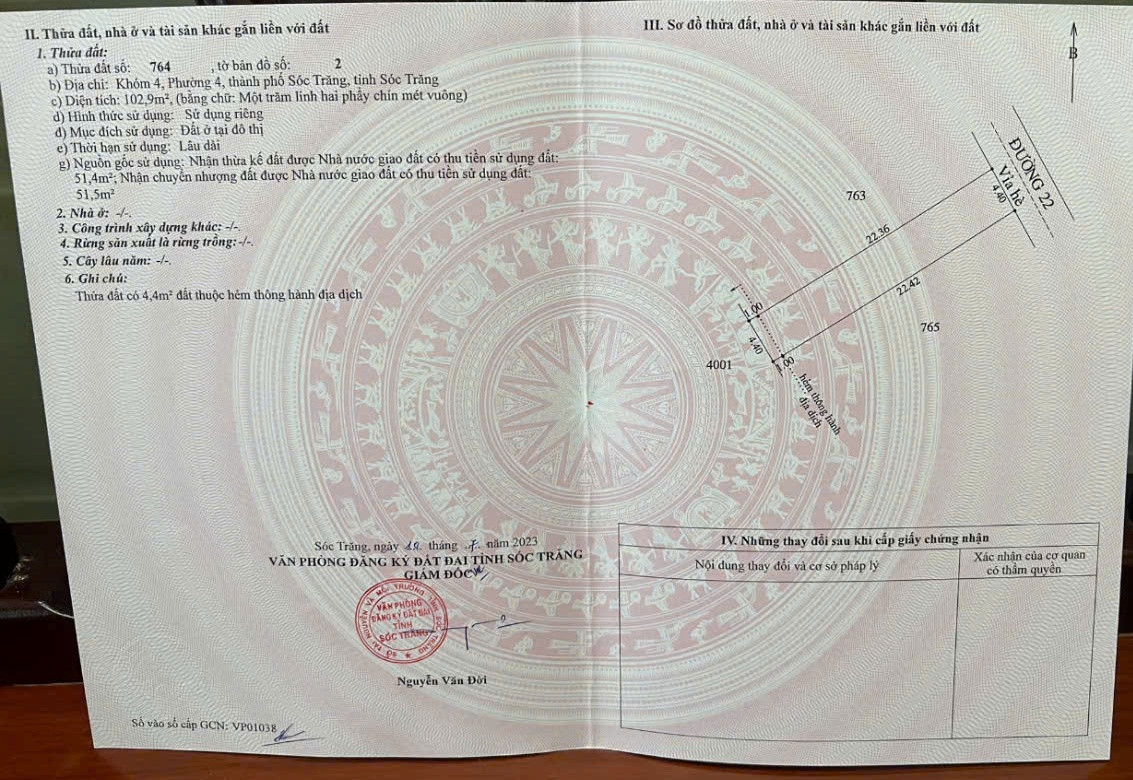 II. Thửa đất, nhà ở và tài sản khác gắn liền với đất
1. Thửa đất:
a) Thửa đất số: 764 , tờ bản đồ số: 2
b) Địa chỉ: Khóm 4, Phường 4, thành phố Sóc Trăng, tỉnh Sóc Trăng
c) Diện tích: 102,9m², (bằng chữ: Một trăm linh hai phẩy chín mét vuông)
d) Hình thức sử dụng: Sử dụng riêng
đ) Mục đích sử dụng: Đất ở tại đô thị
e) Thời hạn sử dụng: Lâu dài
g) Nguồn gốc sử dụng: Nhận thừa kế đất được Nhà nước giao đất có thu tiền sử dụng đất:
51,4m²; Nhận chuyển nhượng đất được Nhà nước giao đất có thu tiền sử dụng đất:
51,5m²
2. Nhà ở: -/-.
3. Công trình xây dựng khác: -/-.
4. Rừng sản xuất là rừng trồng: -/-.
5. Cây lâu năm: -/-.
6. Ghi chú:
Thửa đất có 4,4m² đất thuộc hẻm thông hành địa dịch
Sóc Trăng, ngày tháng năm 2023
VĂN PHÒNG ĐĂNG KÝ ĐẤT ĐAI TỈNH SÓC TRĂNG
GIÁM ĐỐC
SỞ TÀI NGUYÊN VÀ MÔI TRƯỜNG TỈNH SÓC TRĂNG
VĂN PHÒNG
ĐĂNG KÝ ĐẤT ĐAI
TỈNH
SÓC TRĂNG
Nguyễn Văn Đời
Số vào sổ cấp GCN: VP01038
III. Sơ đồ thửa đất, nhà ở và tài sản khác gắn liền với đất
B
ĐƯỜNG 22
Vỉa hè
4.40
763
22.36
22.42
765
1.00
4.40
1.00
4001
hẻm thông hành
địa dịch
IV. Những thay đổi sau khi cấp giấy chứng nhận
Nội dung thay đổi và cơ sở pháp lý
Xác nhận của cơ quan
có thẩm quyền